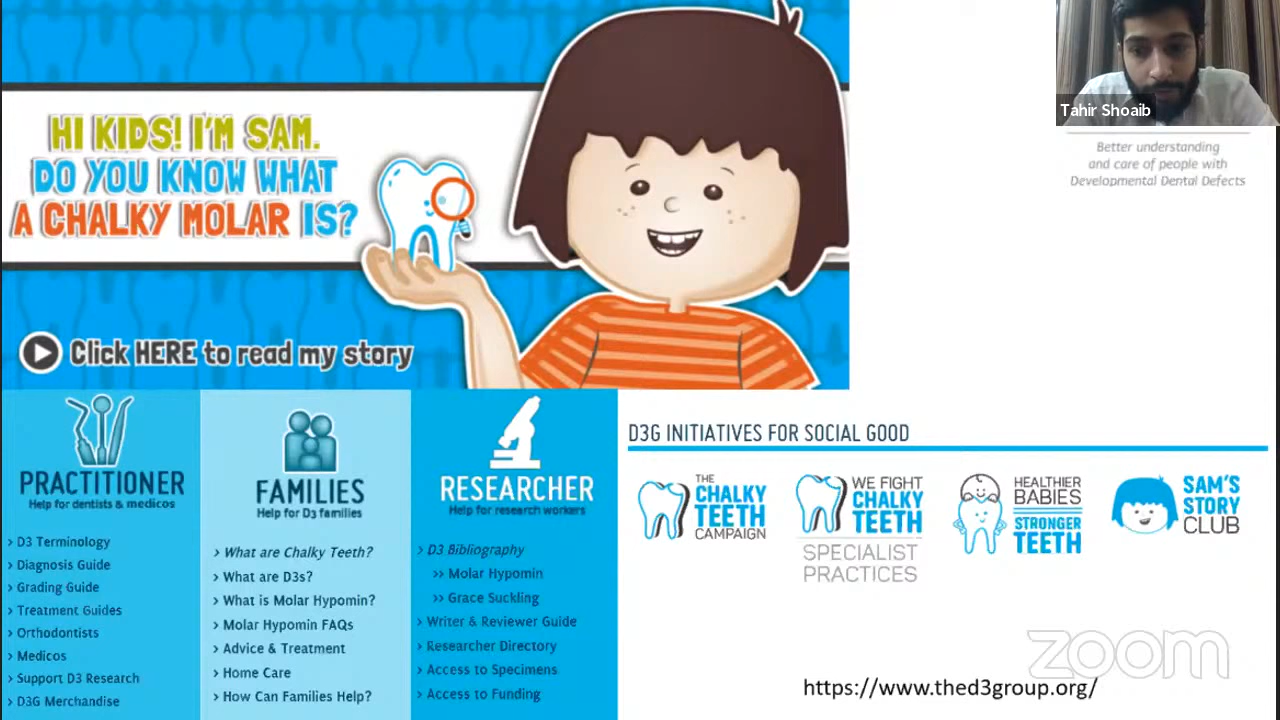 HI KIDS! I'M SAM.
DO YOU KNOW WHAT
A CHALKY MOLAR IS?
Click HERE to read my story
Tahir Shoaib
Better understanding
and care of people with
Developmental Dental Defects
PRACTITIONER
Help for dentists & medicos
> D3 Terminology
> Diagnosis Guide
> Grading Guide
> Treatment Guides
> Orthodontists
> Medicos
> Support D3 Research
> D3G Merchandise
FAMILIES
Help for D3 families
> What are Chalky Teeth?
> What are D3s?
> What is Molar Hypomin?
> Molar Hypomin FAQs
> Advice & Treatment
> Home Care
> How Can Families Help?
RESEARCHER
Help for research workers
> D3 Bibliography
>> Molar Hypomin
>> Grace Suckling
> Writer & Reviewer Guide
> Researcher Directory
> Access to Specimens
> Access to Funding
D3G INITIATIVES FOR SOCIAL GOOD
THE
CHALKY
TEETH
CAMPAIGN
WE FIGHT
CHALKY
TEETH
SPECIALIST
PRACTICES
HEALTHIER
BABIES
STRONGER
TEETH
SAM'S
STORY
CLUB
zoom
https://www.thed3group.org/